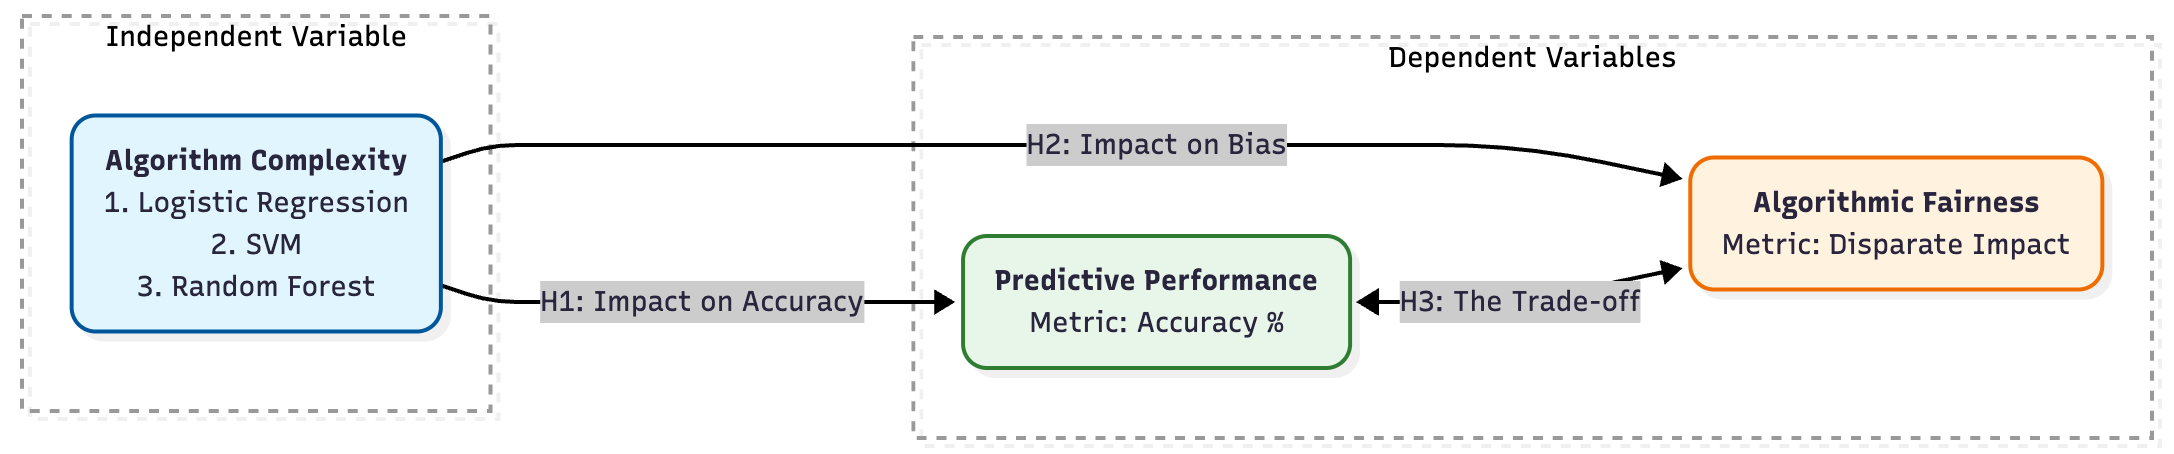 Independent Variable
Algorithm Complexity
1. Logistic Regression
2. SVM
3. Random Forest
H1: Impact on Accuracy
Dependent Variables
H2: Impact on Bias
Predictive Performance
Metric: Accuracy %
H3: The Trade-off
Algorithmic Fairness
Metric: Disparate Impact